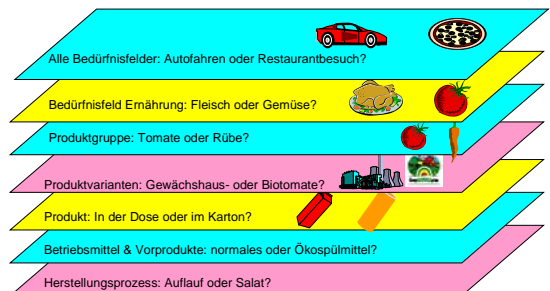 Alle Bedürfnisfelder: Autofahren oder Restaurantbesuch?
Bedürfnisfeld Ernährung: Fleisch oder Gemüse?
Produktgruppe: Tomate oder Rübe?
Produktvarianten: Gewächshaus- oder Biotomate?
Produkt: In der Dose oder im Karton?
Betriebsmittel & Vorprodukte: normales oder Ökospülmittel?
Herstellungsprozess: Auflauf oder Salat?